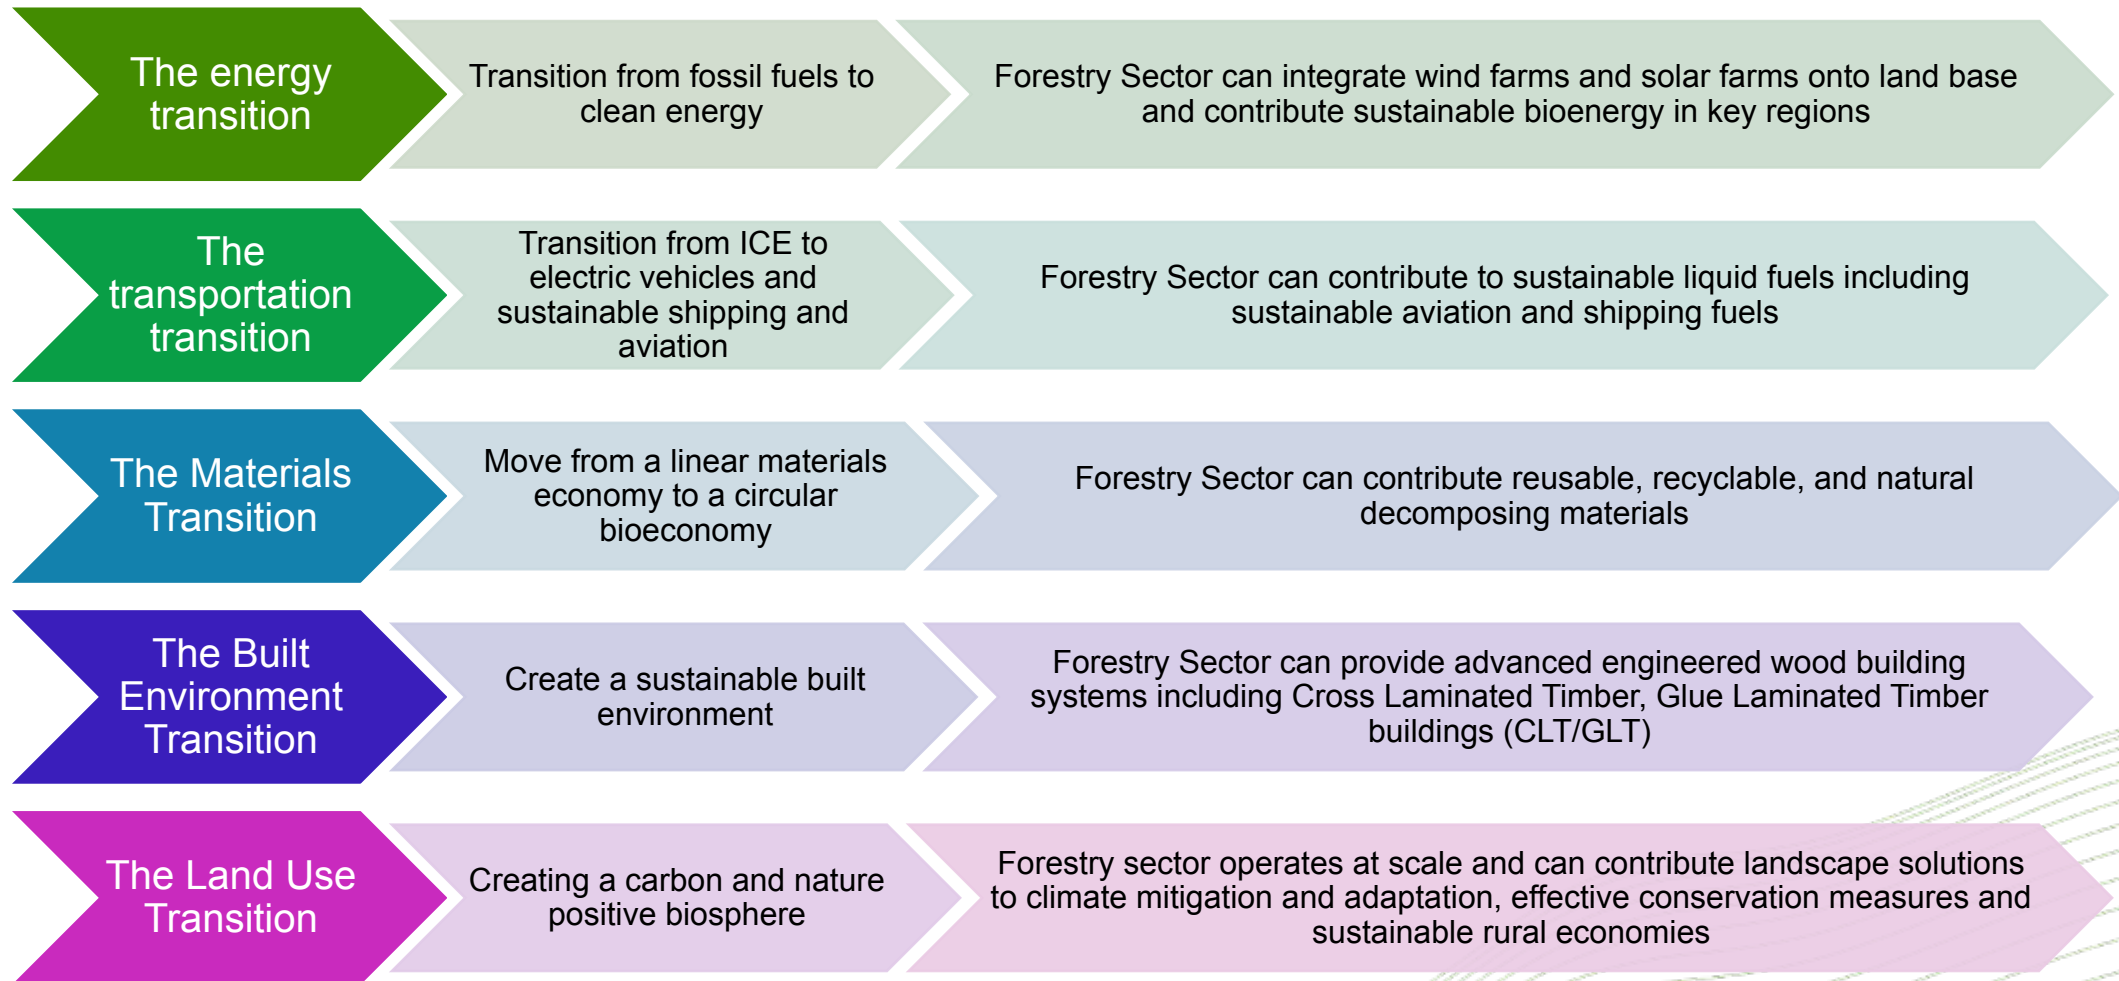 The energy
transition
Transition from fossil fuels to
clean energy
Forestry Sector can integrate wind farms and solar farms onto land base
and contribute sustainable bioenergy in key regions
The
transportation
transition
Transition from ICE to
electric vehicles and
sustainable shipping and
aviation
Forestry Sector can contribute to sustainable liquid fuels including
sustainable aviation and shipping fuels
The Materials
Transition
Move from a linear materials
economy to a circular
bioeconomy
Forestry Sector can contribute reusable, recyclable, and natural
decomposing materials
The Built
Environment
Transition
Create a sustainable built
environment
Forestry Sector can provide advanced engineered wood building
systems including Cross Laminated Timber, Glue Laminated Timber
buildings (CLT/GLT)
The Land Use
Transition
Creating a carbon and nature
positive biosphere
Forestry sector operates at scale and can contribute landscape solutions
to climate mitigation and adaptation, effective conservation measures and
sustainable rural economies